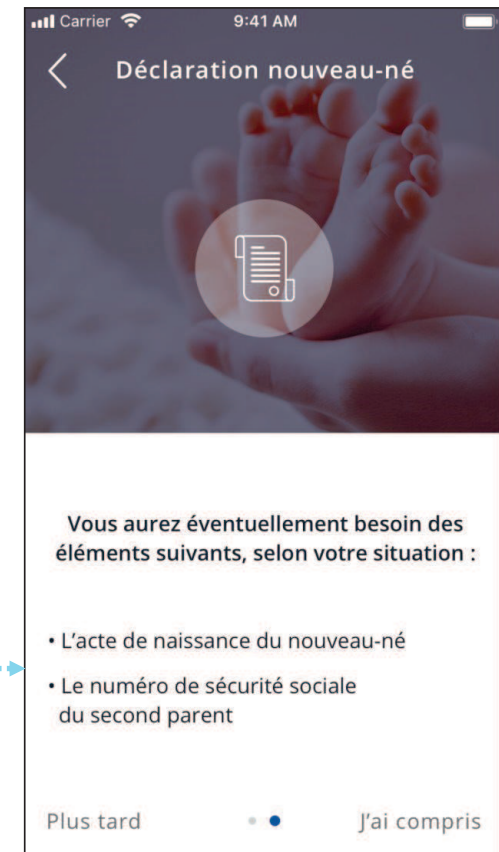 Carrier 9:41 AM
Déclaration nouveau-né
Vous aurez éventuellement besoin des
éléments suivants, selon votre situation :
• L'acte de naissance du nouveau-né
• Le numéro de sécurité sociale
du second parent
Plus tard J'ai compris